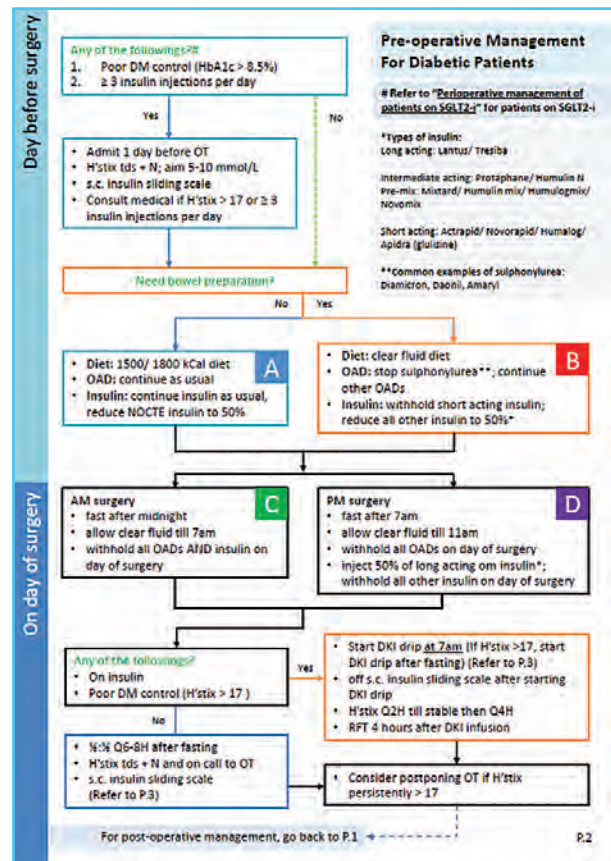 Day before surgery
Any of the followings?#
1. Poor DM control (HbA1c > 8.5%)
2. ≥ 3 insulin injections per day
Pre-operative Management
For Diabetic Patients
# Refer to "Perioperative management of
patients on SGLT2-i" for patients on SGLT2-i
*Types of insulin:
Long acting: Lantus/ Tresiba
Intermediate acting: Protaphane/ Humulin N
Pre-mix: Mixtard/ Humulin mix/ Humulogmix/
Novomix
Short acting: Actrapid/ Novorapid/ Humalog/
Apidra (glulisine)
**Common examples of sulphonylurea:
Diamicron, Daonil, Amaryl
Yes
No
• Admit 1 day before OT
• H'stix tds + N; aim 5-10 mmol/L
• s.c. insulin sliding scale
• Consult medical if H'stix > 17 or ≥ 3
insulin injections per day
Need bowel preparation?
No
Yes
A
• Diet: 1500/ 1800 kCal diet
• OAD: continue as usual
• Insulin: continue insulin as usual,
reduce NOCTE insulin to 50%
B
• Diet: clear fluid diet
• OAD: stop sulphonylurea**; continue
other OADs
• Insulin: withhold short acting insulin;
reduce all other insulin to 50%*
On day of surgery
AM surgery
C
• fast after midnight
• allow clear fluid till 7am
• withhold all OADs AND insulin on
day of surgery
PM surgery
D
• fast after 7am
• allow clear fluid till 11am
• withhold all OADs on day of surgery
• inject 50% of long acting om insulin*;
withhold all other insulin on day of surgery
Any of the followings?
• On insulin
• Poor DM control (H'stix > 17 )
Yes
No
• Start DKI drip at 7am (If H'stix >17, start
DKI drip after fasting) (Refer to P.3)
• off s.c. insulin sliding scale after starting
DKI drip
• H'stix Q2H till stable then Q4H
• RFT 4 hours after DKI infusion
• Q6-8H after fasting
• H'stix tds + N and on call to OT
• s.c. insulin sliding scale
(Refer to P.3)
• Consider postponing OT if H'stix
persistently > 17
For post-operative management, go back to P.1
P.2